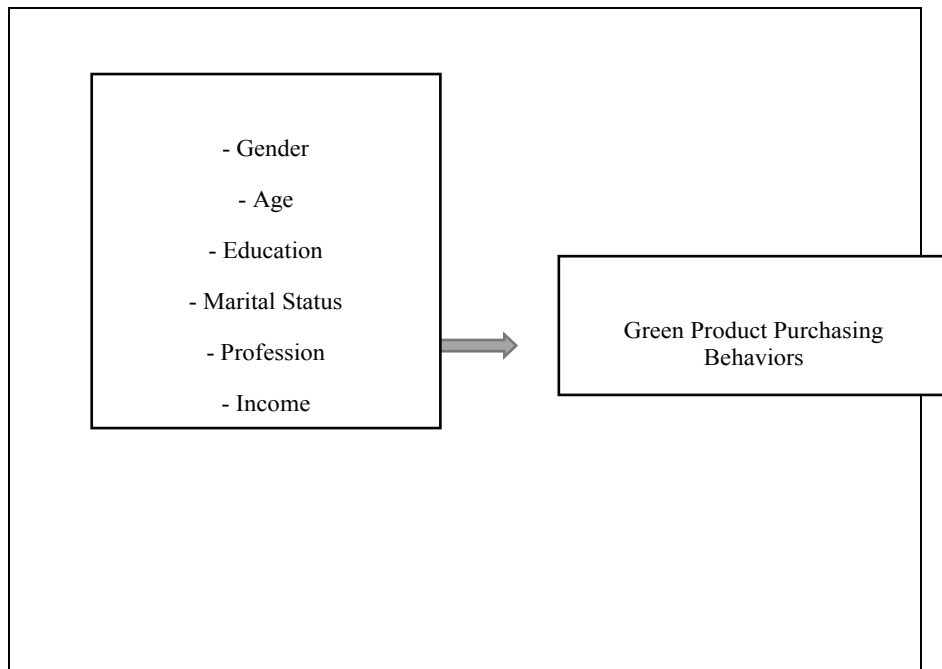 - Gender
- Age
- Education
- Marital Status
- Profession
- Income
Green Product Purchasing
Behaviors